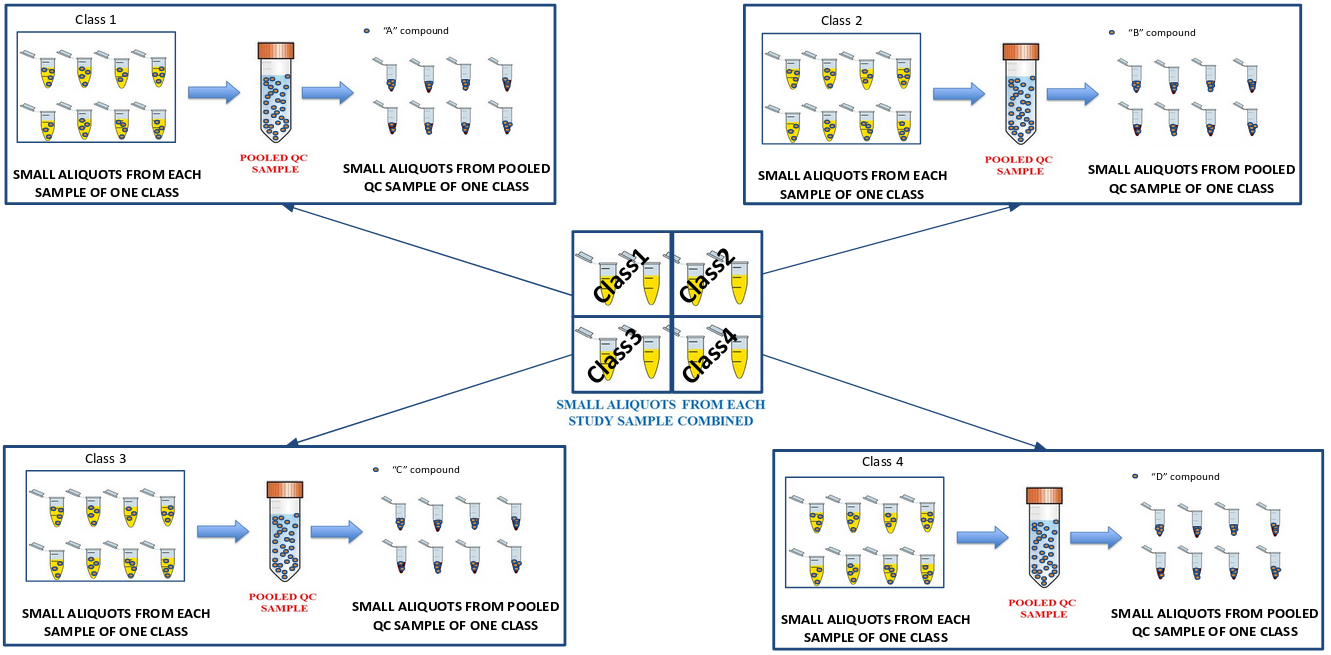 Class 1
“A” compound
POOLED QC
SAMPLE
SMALL ALIQUOTS FROM EACH
SAMPLE OF ONE CLASS
SMALL ALIQUOTS FROM POOLED
QC SAMPLE OF ONE CLASS
Class 2
“B” compound
POOLED QC
SAMPLE
SMALL ALIQUOTS FROM EACH
SAMPLE OF ONE CLASS
SMALL ALIQUOTS FROM POOLED
QC SAMPLE OF ONE CLASS
Class1
Class2
Class3
Class4
SMALL ALIQUOTS FROM EACH
STUDY SAMPLE COMBINED
Class 3
“C” compound
POOLED QC
SAMPLE
SMALL ALIQUOTS FROM EACH
SAMPLE OF ONE CLASS
SMALL ALIQUOTS FROM POOLED
QC SAMPLE OF ONE CLASS
Class 4
“D” compound
POOLED QC
SAMPLE
SMALL ALIQUOTS FROM EACH
SAMPLE OF ONE CLASS
SMALL ALIQUOTS FROM POOLED
QC SAMPLE OF ONE CLASS